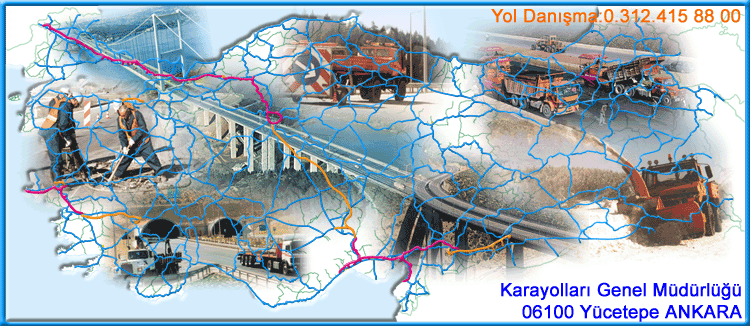 Yol Danışma:0.312.415 88 00
Karayolları Genel Müdürlüğü
06100 Yücetepe ANKARA